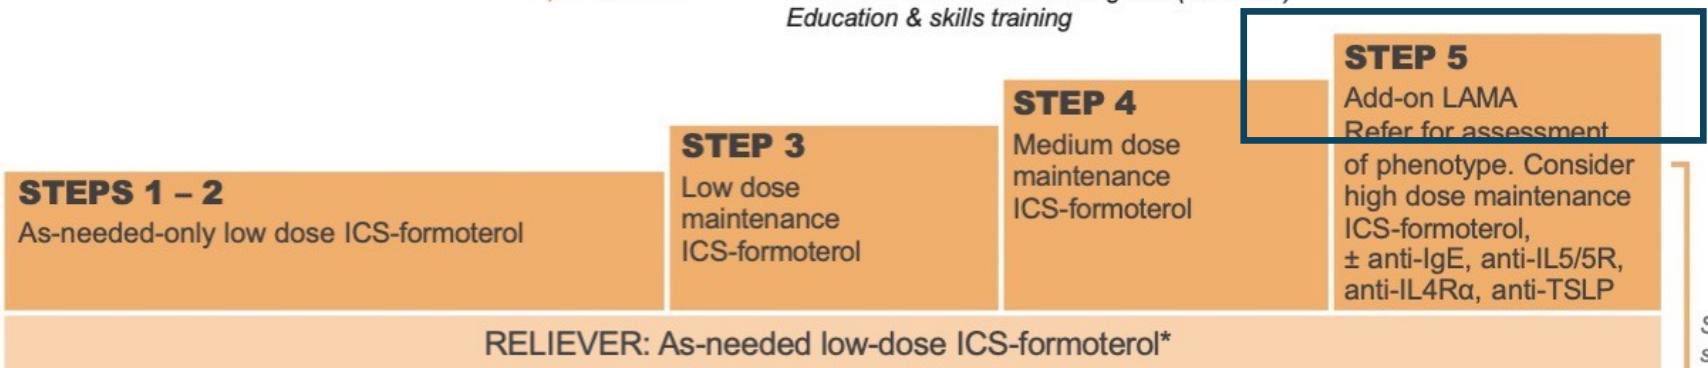 Education & skills training
STEP 5
Add-on LAMA
Refer for assessment
of phenotype. Consider
high dose maintenance
ICS-formoterol,
± anti-IgE, anti-IL5/5R,
anti-IL4Rα, anti-TSLP
STEP 4
Medium dose
maintenance
ICS-formoterol
STEP 3
Low dose
maintenance
ICS-formoterol
STEPS 1 – 2
As-needed-only low dose ICS-formoterol
RELIEVER: As-needed low-dose ICS-formoterol*